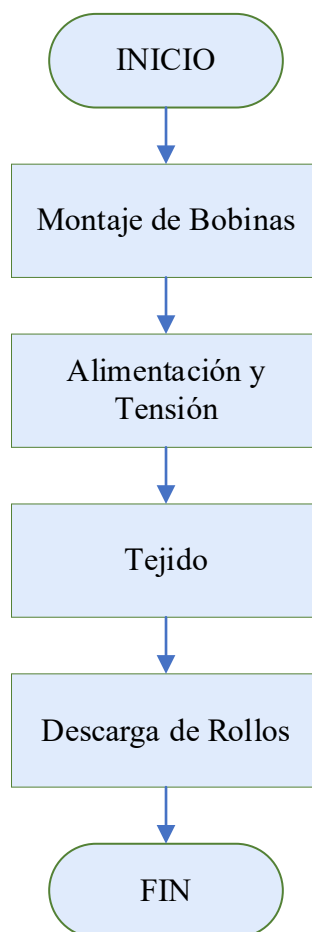 INICIO
Montaje de Bobinas
Alimentación y
Tensión
Tejido
Descarga de Rollos
FIN